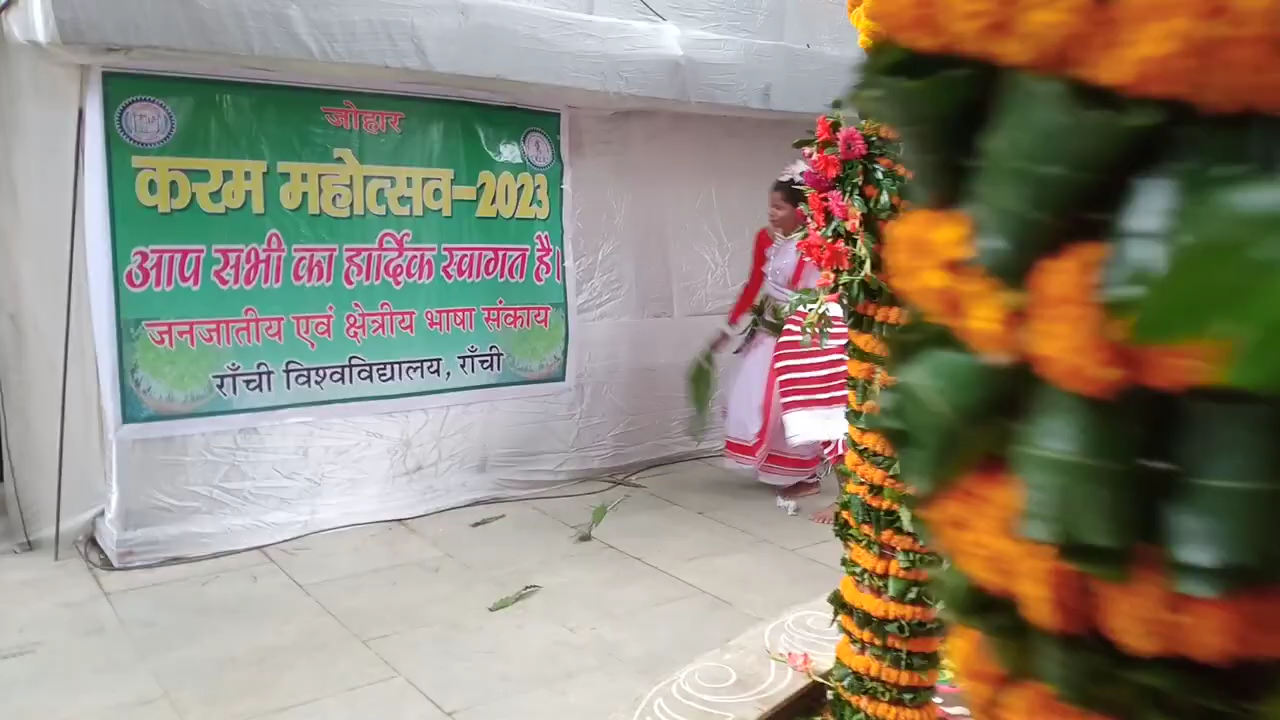 जोहार
करम महोत्सव-2023
आप सभी का हार्दिक स्वागत है।
जनजातीय एवं क्षेत्रीय भाषा संकाय
राँची विश्वविद्यालय, राँची